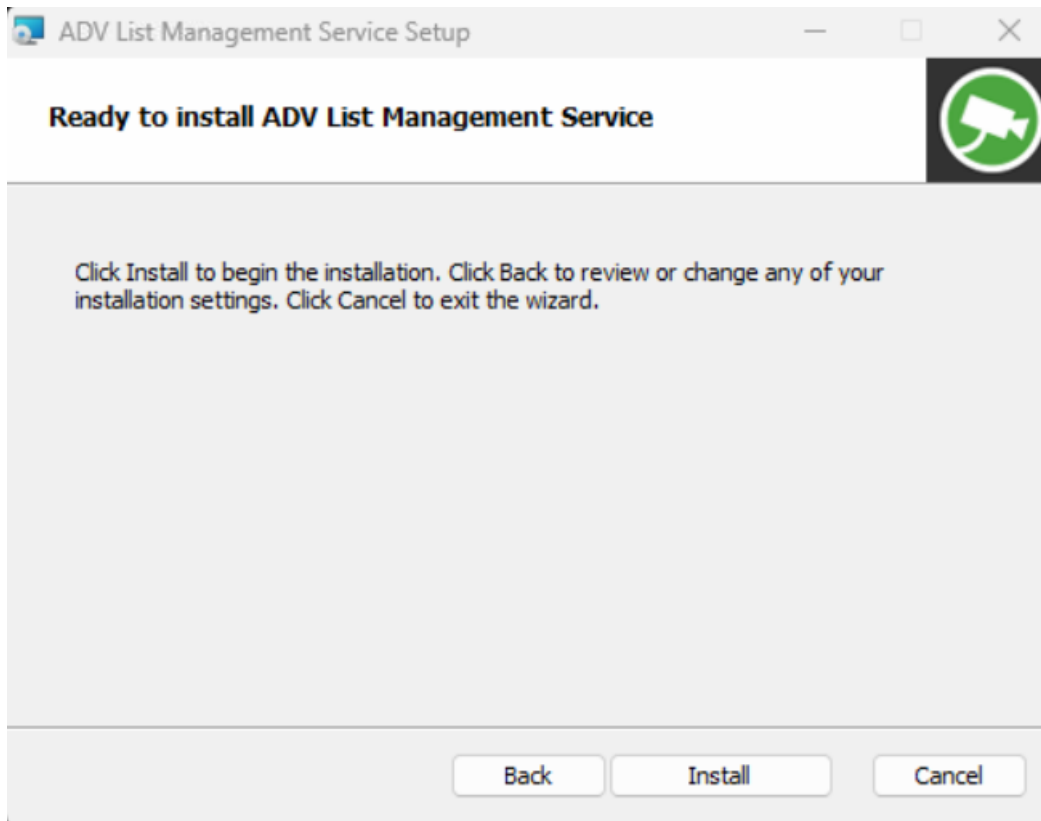 ADV List Management Service Setup
Ready to install ADV List Management Service
Click Install to begin the installation. Click Back to review or change any of your
installation settings. Click Cancel to exit the wizard.
Back Install Cancel